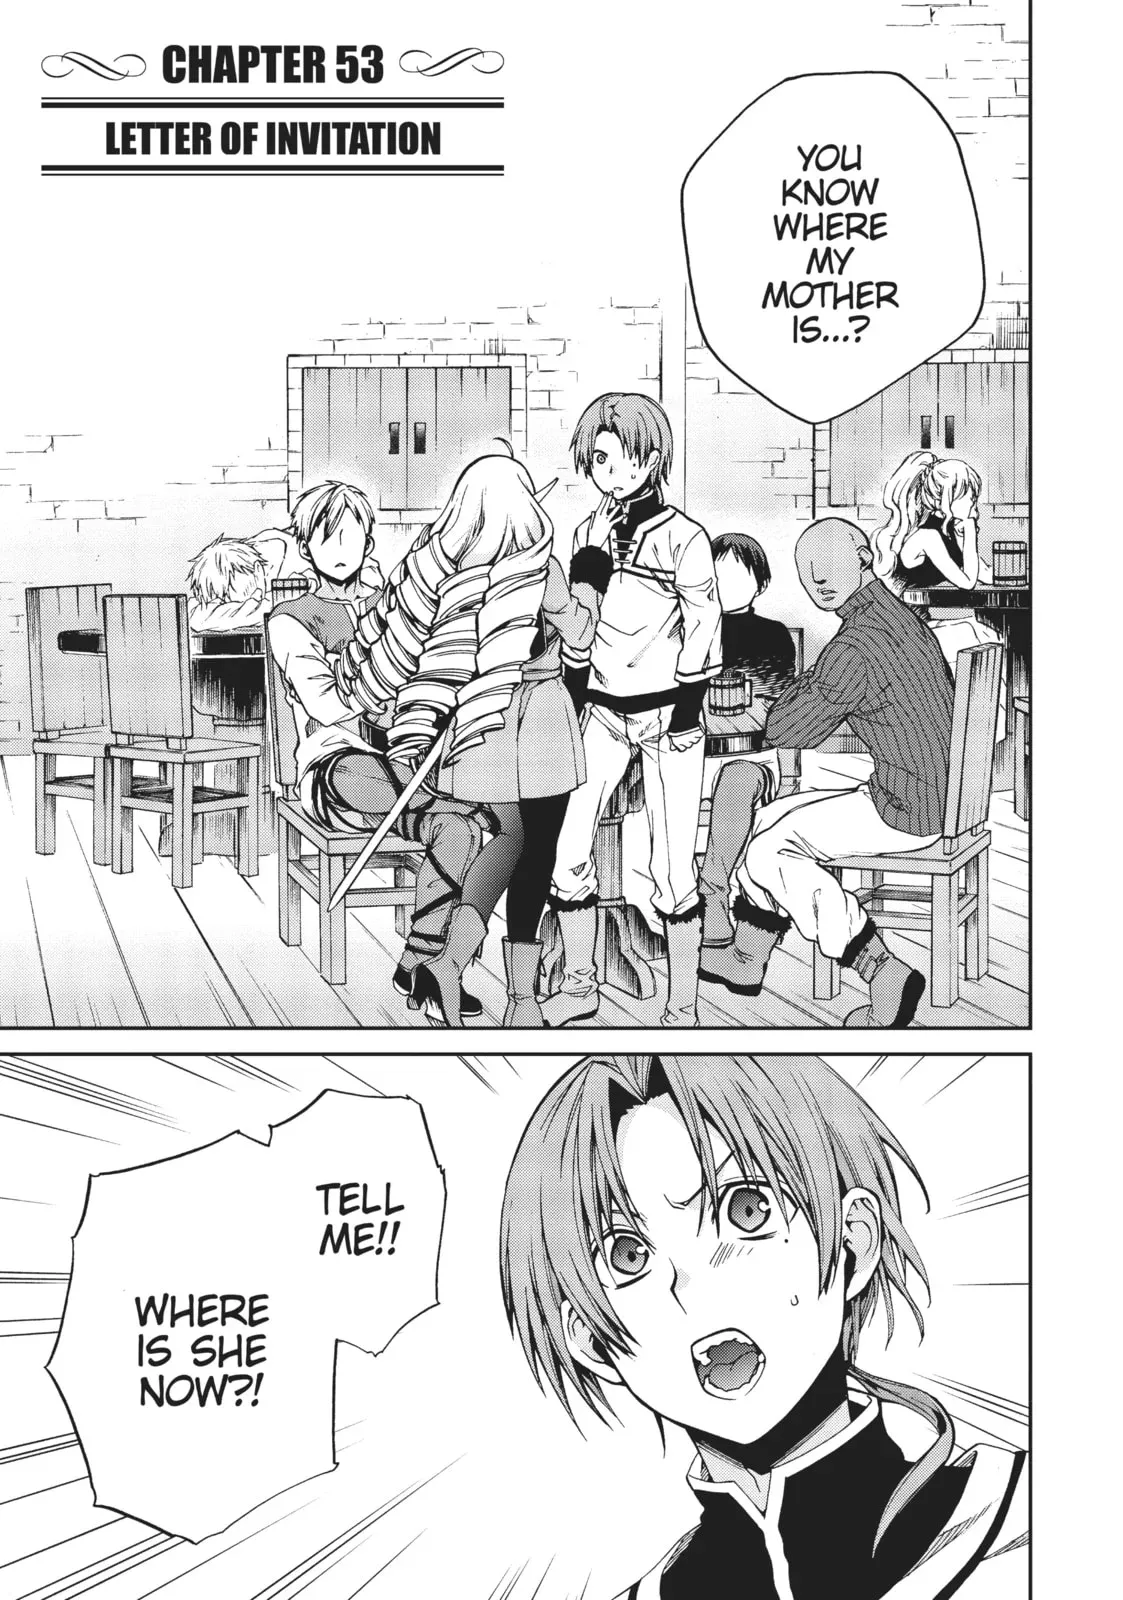 CHAPTER 53
LETTER OF INVITATION
YOU
KNOW
WHERE
MY
MOTHER
IS...?
TELL
ME!!
WHERE
IS SHE
NOW?!